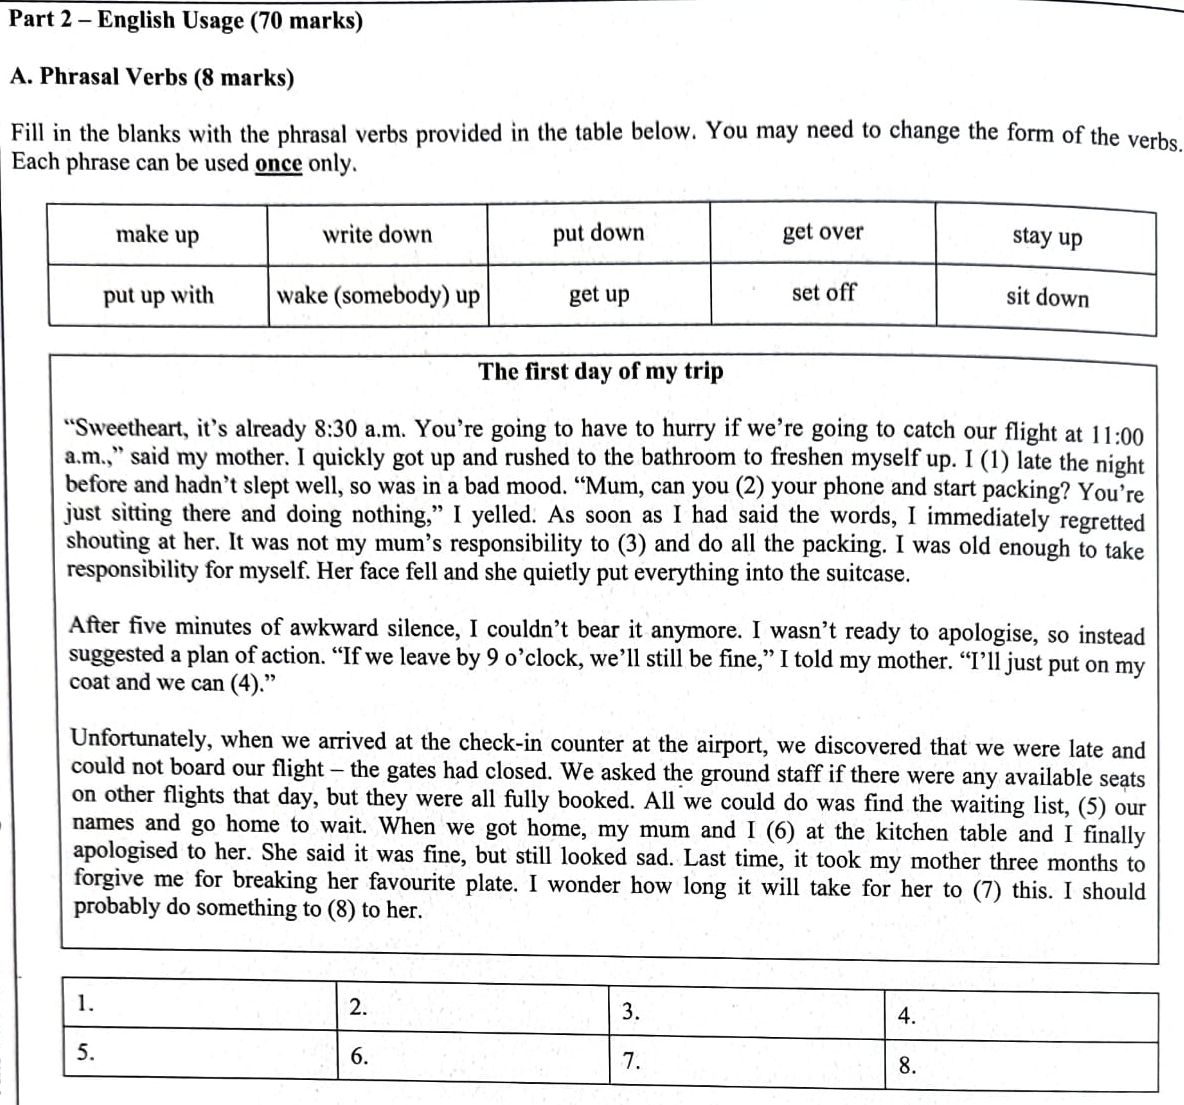 Part 2 – English Usage (70 marks)
A. Phrasal Verbs (8 marks)
Fill in the blanks with the phrasal verbs provided in the table below. You may need to change the form of the verbs.
Each phrase can be used once only.
make up write down put down get over stay up
put up with wake (somebody) up get up set off sit down
The first day of my trip
“Sweetheart, it’s already 8:30 a.m. You’re going to have to hurry if we’re going to catch our flight at 11:00
a.m.,” said my mother. I quickly got up and rushed to the bathroom to freshen myself up. I (1) late the night
before and hadn’t slept well, so was in a bad mood. “Mum, can you (2) your phone and start packing? You’re
just sitting there and doing nothing,” I yelled. As soon as I had said the words, I immediately regretted
shouting at her. It was not my mum’s responsibility to (3) and do all the packing. I was old enough to take
responsibility for myself. Her face fell and she quietly put everything into the suitcase.
After five minutes of awkward silence, I couldn’t bear it anymore. I wasn’t ready to apologise, so instead
suggested a plan of action. “If we leave by 9 o’clock, we’ll still be fine,” I told my mother. “I’ll just put on my
coat and we can (4).”
Unfortunately, when we arrived at the check-in counter at the airport, we discovered that we were late and
could not board our flight – the gates had closed. We asked the ground staff if there were any available seats
on other flights that day, but they were all fully booked. All we could do was find the waiting list, (5) our
names and go home to wait. When we got home, my mum and I (6) at the kitchen table and I finally
apologised to her. She said it was fine, but still looked sad. Last time, it took my mother three months to
forgive me for breaking her favourite plate. I wonder how long it will take for her to (7) this. I should
probably do something to (8) to her.
1. 2. 3. 4.
5. 6. 7. 8.